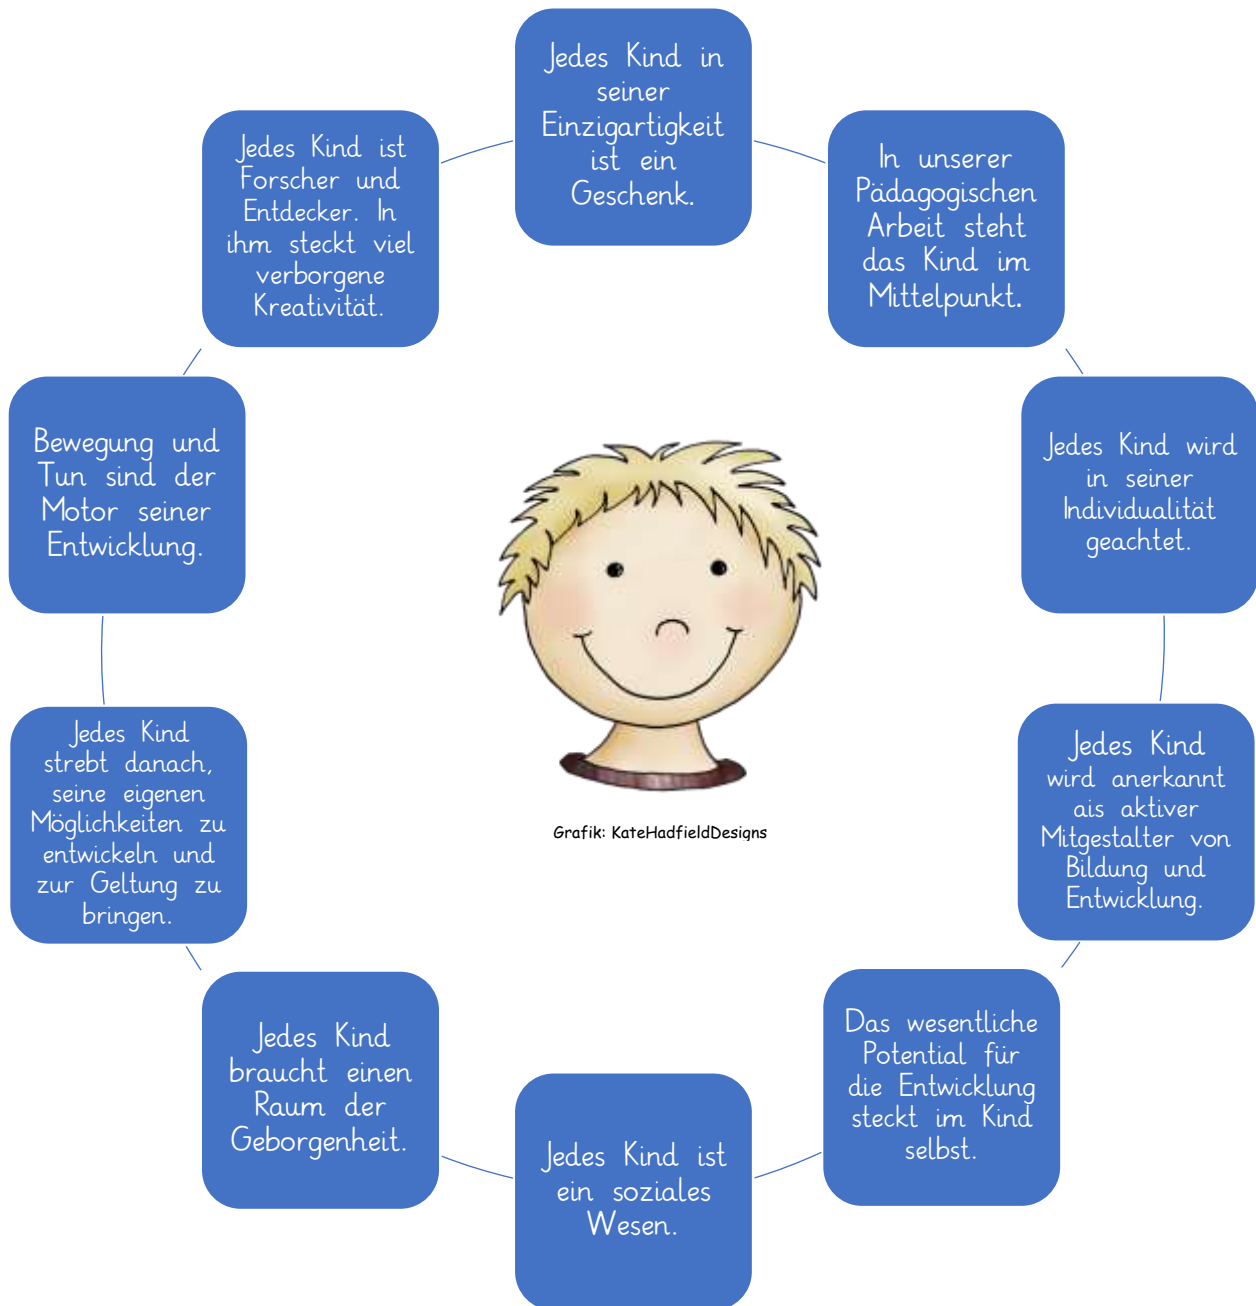 Jedes Kind in
seiner
Einzigartigkeit
ist ein
Geschenk.
In unserer
Pädagogischen
Arbeit steht
das Kind im
Mittelpunkt.
Jedes Kind wird
in seiner
Individualität
geachtet.
Jedes Kind
wird anerkannt
ais aktiver
Mitgestalter von
Bildung und
Entwicklung.
Das wesentliche
Potential für
die Entwicklung
steckt im Kind
selbst.
Jedes Kind ist
ein soziales
Wesen.
Jedes Kind
braucht einen
Raum der
Geborgenheit.
Jedes Kind
strebt danach,
seine eigenen
Möglichkeiten zu
entwickeln und
zur Geltung zu
bringen.
Bewegung und
Tun sind der
Motor seiner
Entwicklung.
Jedes Kind ist
Forscher und
Entdecker. In
ihm steckt viel
verborgene
Kreativität.
Grafik: KateHadfieldDesigns